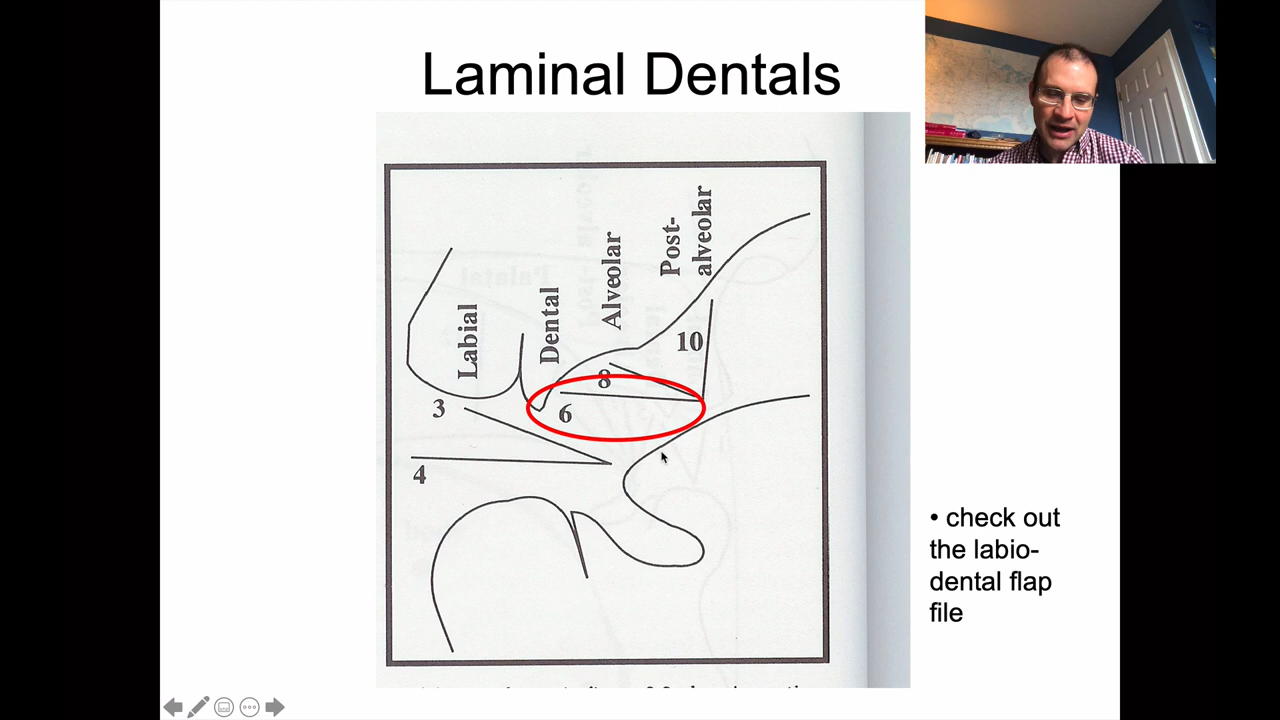 Laminal Dentals
Labial
Dental
Alveolar
Post-
alveolar
3
4
6
8
10
• check out
the labio-
dental flap
file